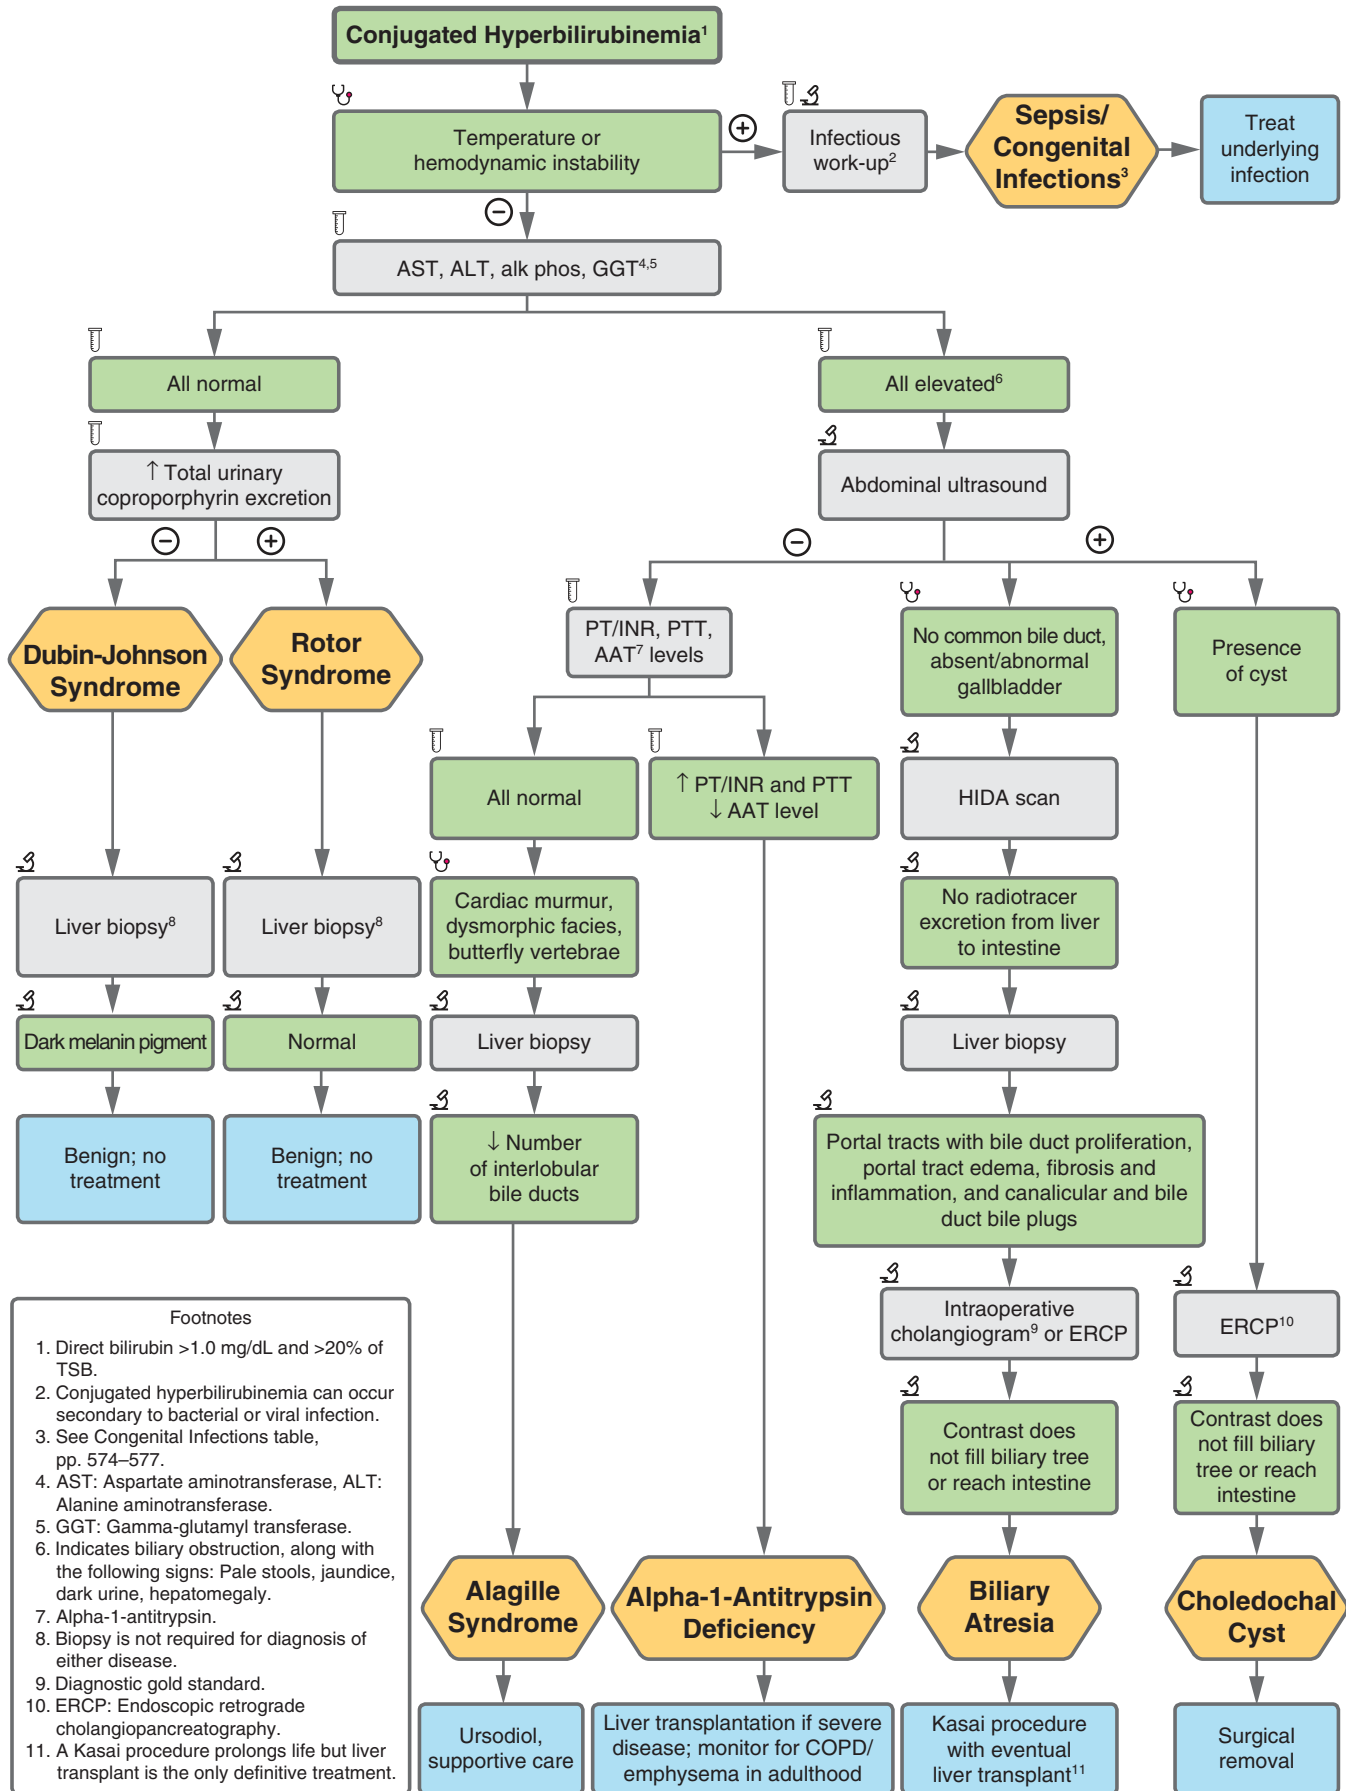 Conjugated Hyperbilirubinemia¹
Temperature or
hemodynamic instability
+
Infectious
work-up²
Sepsis/
Congenital
Infections³
Treat
underlying
infection
−
AST, ALT, alk phos, GGT⁴,⁵
All normal
All elevated⁶
↑ Total urinary
coproporphyrin excretion
Abdominal ultrasound
−
+
−
+
Dubin-Johnson
Syndrome
Rotor
Syndrome
PT/INR, PTT,
AAT⁷ levels
No common bile duct,
absent/abnormal
gallbladder
Presence
of cyst
All normal
↑ PT/INR and PTT
↓ AAT level
HIDA scan
Liver biopsy⁸
Liver biopsy⁸
Cardiac murmur,
dysmorphic facies,
butterfly vertebrae
No radiotracer
excretion from liver
to intestine
Dark melanin pigment
Normal
Liver biopsy
Liver biopsy
Benign; no
treatment
Benign; no
treatment
↓ Number
of interlobular
bile ducts
Portal tracts with bile duct proliferation,
portal tract edema, fibrosis and
inflammation, and canalicular and bile
duct bile plugs
Intraoperative
cholangiogram⁹ or ERCP
ERCP¹⁰
Contrast does
not fill biliary tree
or reach intestine
Contrast does
not fill biliary
tree or reach
intestine
Alagille
Syndrome
Alpha-1-Antitrypsin
Deficiency
Biliary
Atresia
Choledochal
Cyst
Ursodiol,
supportive care
Liver transplantation if severe
disease; monitor for COPD/
emphysema in adulthood
Kasai procedure
with eventual
liver transplant¹¹
Surgical
removal
Footnotes
1. Direct bilirubin >1.0 mg/dL and >20% of
TSB.
2. Conjugated hyperbilirubinemia can occur
secondary to bacterial or viral infection.
3. See Congenital Infections table,
pp. 574–577.
4. AST: Aspartate aminotransferase, ALT:
Alanine aminotransferase.
5. GGT: Gamma-glutamyl transferase.
6. Indicates biliary obstruction, along with
the following signs: Pale stools, jaundice,
dark urine, hepatomegaly.
7. Alpha-1-antitrypsin.
8. Biopsy is not required for diagnosis of
either disease.
9. Diagnostic gold standard.
10. ERCP: Endoscopic retrograde
cholangiopancreatography.
11. A Kasai procedure prolongs life but liver
transplant is the only definitive treatment.